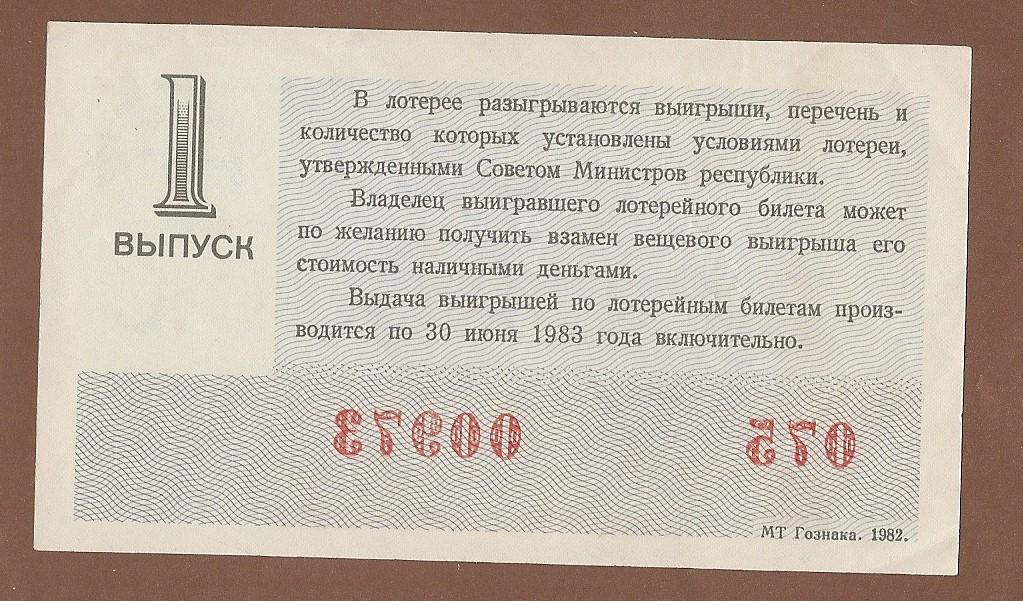 1
ВЫПУСК
В лотерее разыгрываются выигрыши, перечень и
количество которых установлены условиями лотереи,
утвержденными Советом Министров республики.
Владелец выигравшего лотерейного билета может
по желанию получить взамен вещевого выигрыша его
стоимость наличными деньгами.
Выдача выигрышей по лотерейным билетам произ-
водится по 30 июня 1983 года включительно.
00973 075
МТ Гознака. 1982.